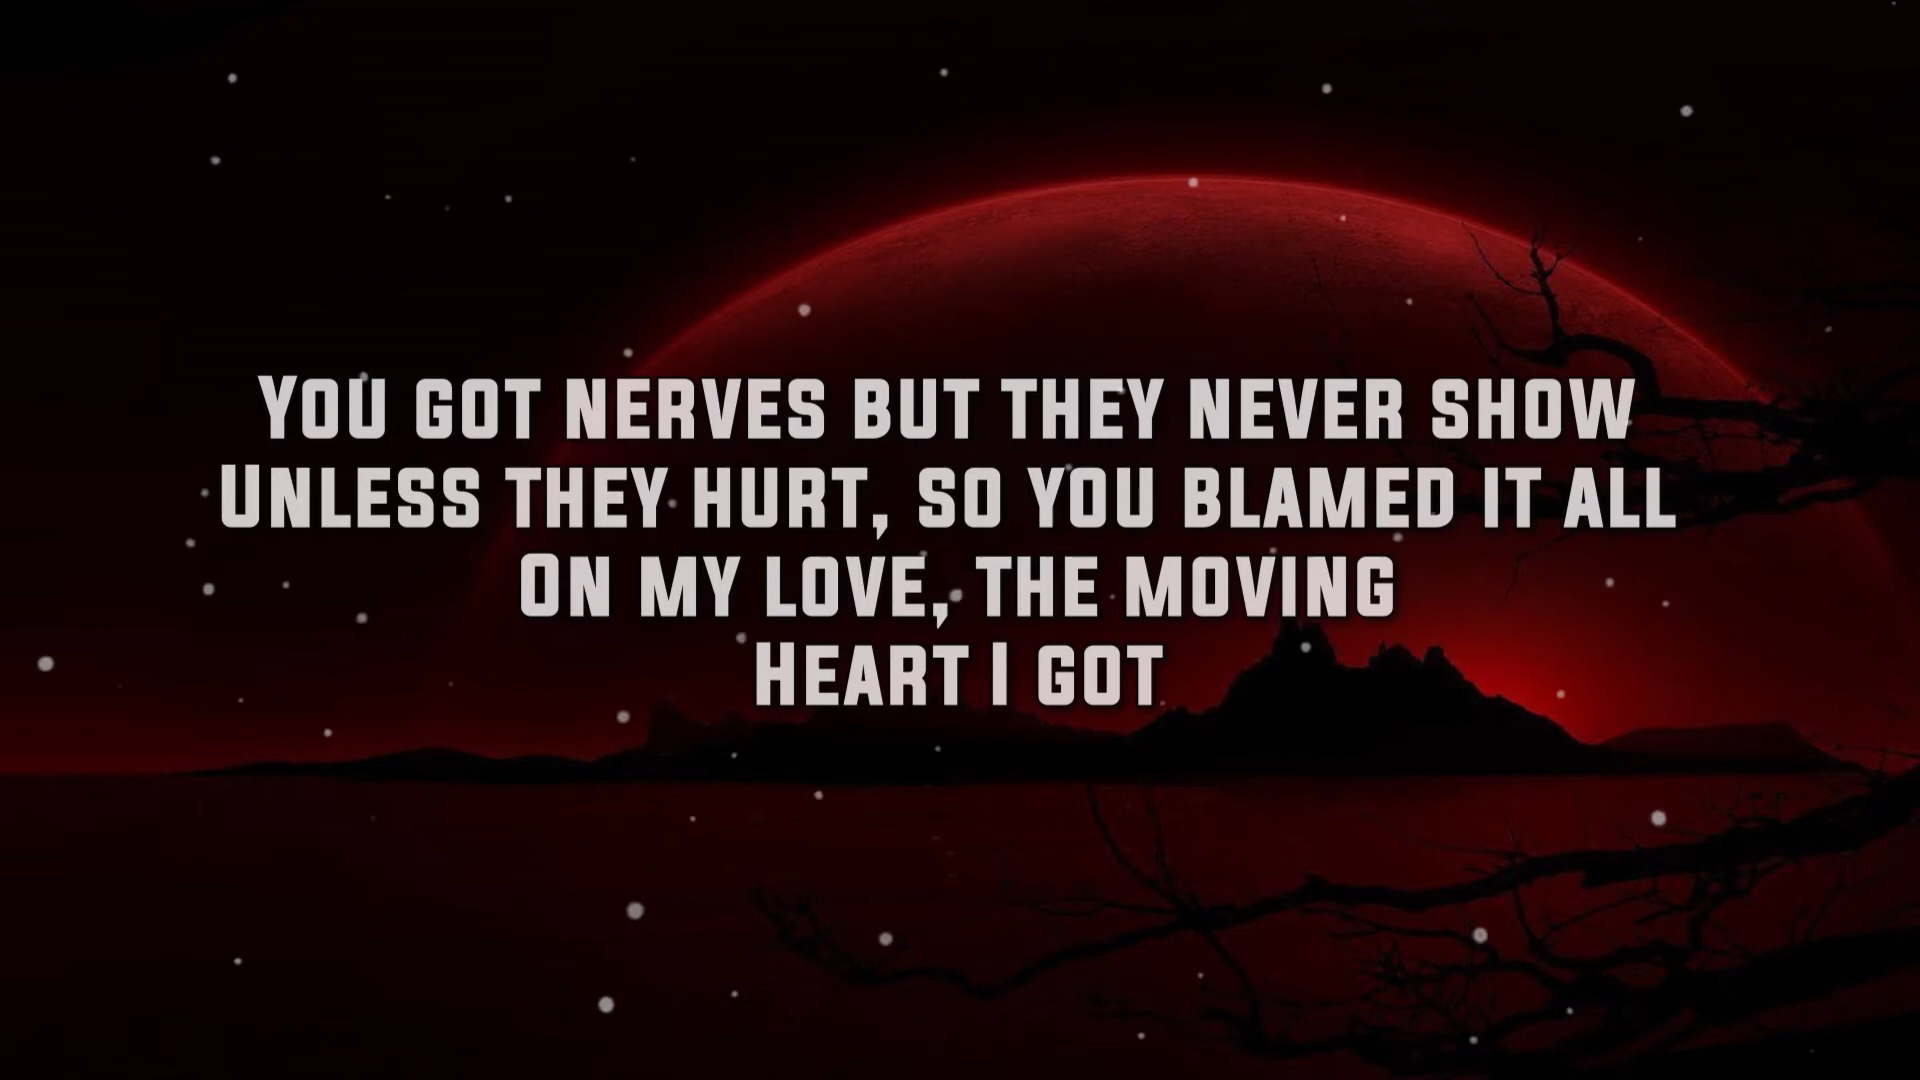 You got nerves but they never show
Unless they hurt, so you blamed it all
On my love, the moving
Heart I got